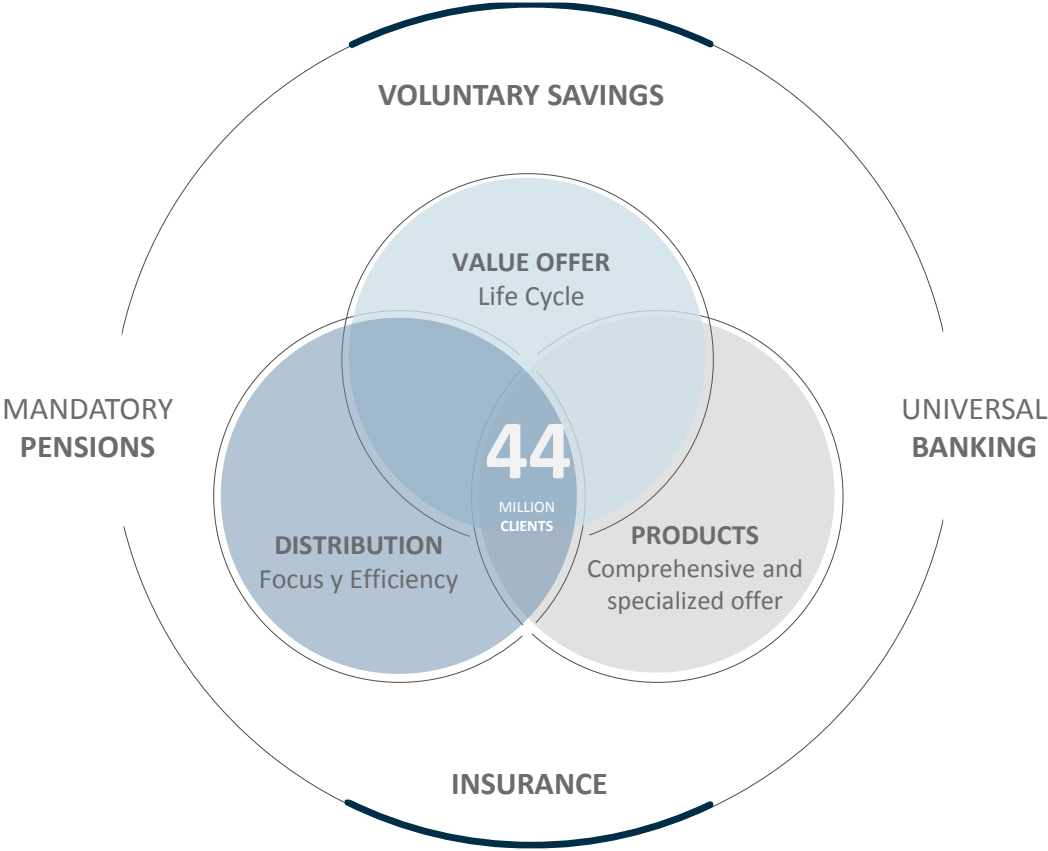 VOLUNTARY SAVINGS
VALUE OFFER
Life Cycle
MANDATORY
PENSIONS
UNIVERSAL
BANKING
44
MILLION
CLIENTS
DISTRIBUTION
Focus y Efficiency
PRODUCTS
Comprehensive and
specialized offer
INSURANCE